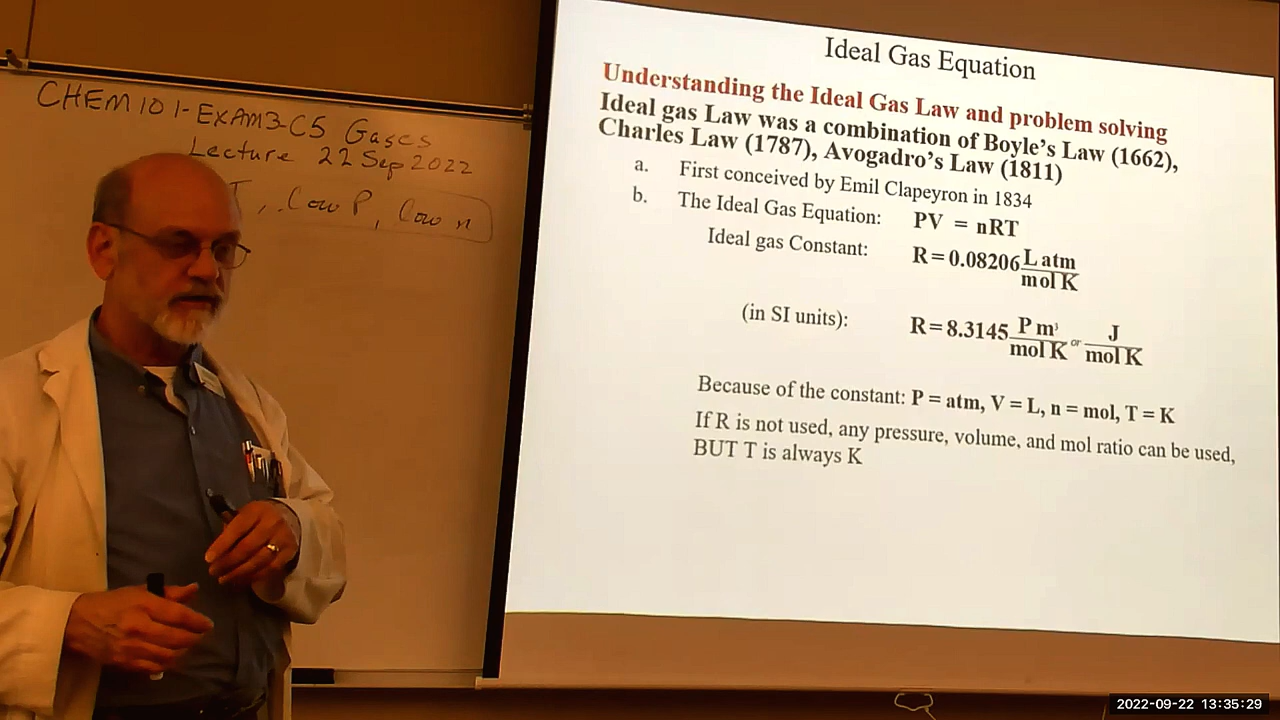 CHEM 101-EXAM3-C5 Gases
Lecture 22 Sep 2022
T, Low P, Low n
Ideal Gas Equation
Understanding the Ideal Gas Law and problem solving
Ideal gas Law was a combination of Boyle's Law (1662),
Charles Law (1787), Avogadro's Law (1811)
a. First conceived by Emil Clapeyron in 1834
b. The Ideal Gas Equation: PV = nRT
Ideal gas Constant: R = 0.08206 L atm / mol K
(in SI units): R = 8.3145 P m³ / mol K or J / mol K
Because of the constant: P = atm, V = L, n = mol, T = K
If R is not used, any pressure, volume, and mol ratio can be used,
BUT T is always K
2022-09-22 13:35:29